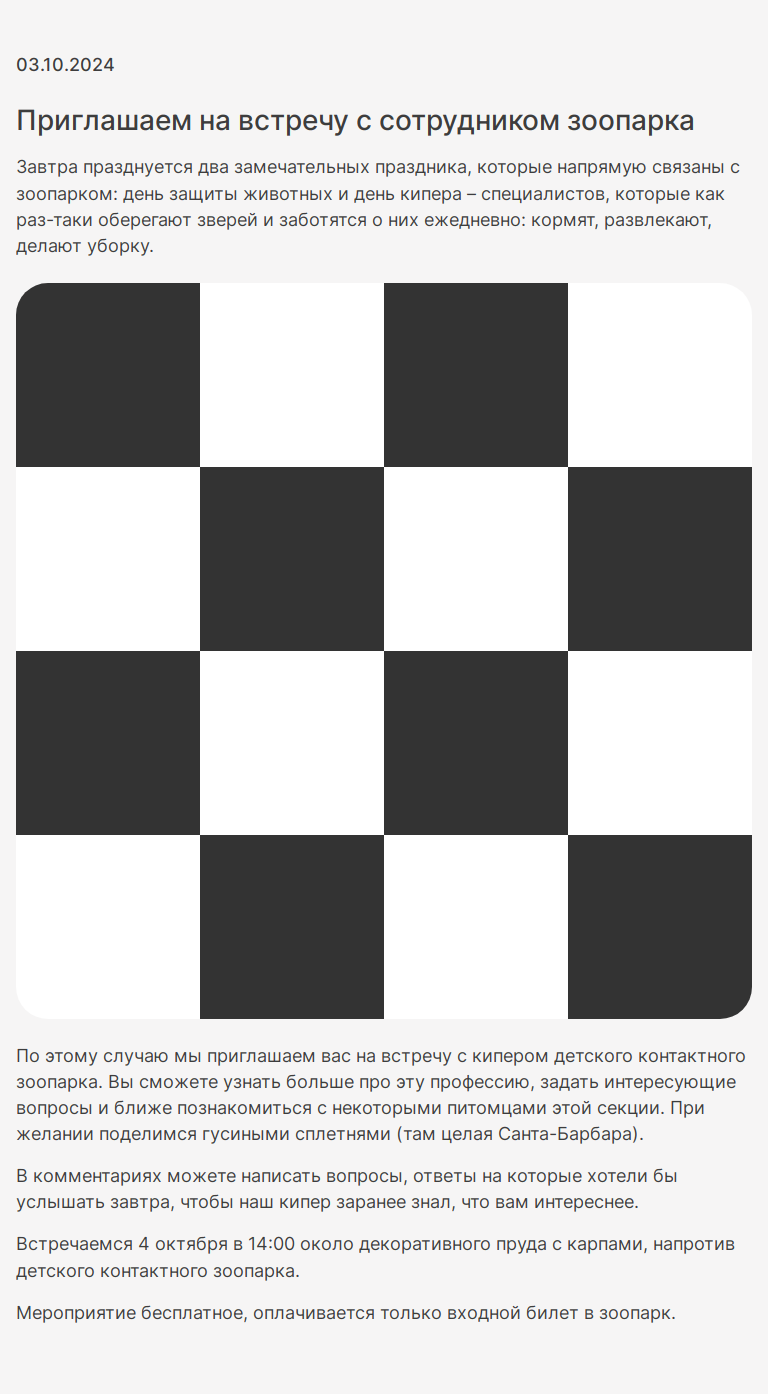 03.10.2024
Приглашаем на встречу с сотрудником зоопарка
Завтра празднуется два замечательных праздника, которые напрямую связаны с
зоопарком: день защиты животных и день кипера – специалистов, которые как
раз-таки оберегают зверей и заботятся о них ежедневно: кормят, развлекают,
делают уборку.
По этому случаю мы приглашаем вас на встречу с кипером детского контактного
зоопарка. Вы сможете узнать больше про эту профессию, задать интересующие
вопросы и ближе познакомиться с некоторыми питомцами этой секции. При
желании поделимся гусиными сплетнями (там целая Санта-Барбара).
В комментариях можете написать вопросы, ответы на которые хотели бы
услышать завтра, чтобы наш кипер заранее знал, что вам интереснее.
Встречаемся 4 октября в 14:00 около декоративного пруда с карпами, напротив
детского контактного зоопарка.
Мероприятие бесплатное, оплачивается только входной билет в зоопарк.